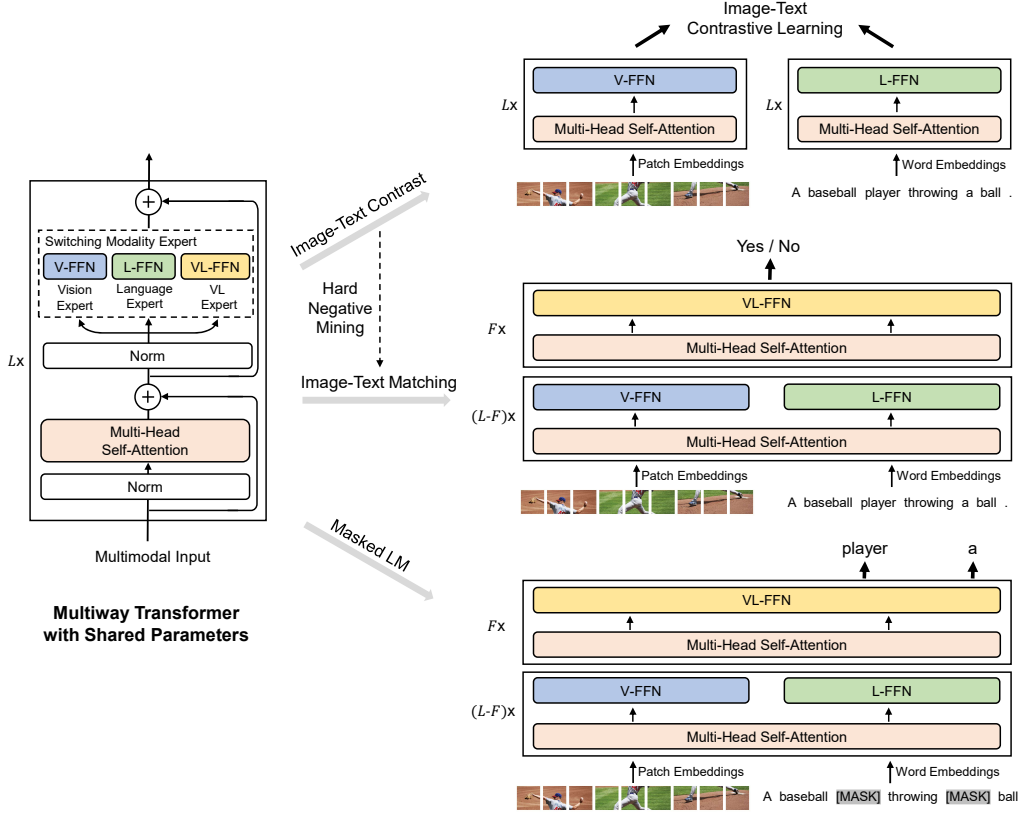 Switching Modality Expert
V-FFN
L-FFN
VL-FFN
Vision
Expert
Language
Expert
VL
Expert
Norm
Lx
Multi-Head
Self-Attention
Norm
Multimodal Input
Multiway Transformer
with Shared Parameters
Image-Text Contrast
Hard
Negative
Mining
Image-Text Matching
Masked LM
Image-Text
Contrastive Learning
V-FFN
Lx
Multi-Head Self-Attention
Patch Embeddings
L-FFN
Lx
Multi-Head Self-Attention
Word Embeddings
A baseball player throwing a ball .
Yes / No
VL-FFN
Fx
Multi-Head Self-Attention
V-FFN
L-FFN
(L-F)x
Multi-Head Self-Attention
Patch Embeddings
Word Embeddings
A baseball player throwing a ball .
player
a
VL-FFN
Fx
Multi-Head Self-Attention
V-FFN
L-FFN
(L-F)x
Multi-Head Self-Attention
Patch Embeddings
Word Embeddings
A baseball [MASK] throwing [MASK] ball